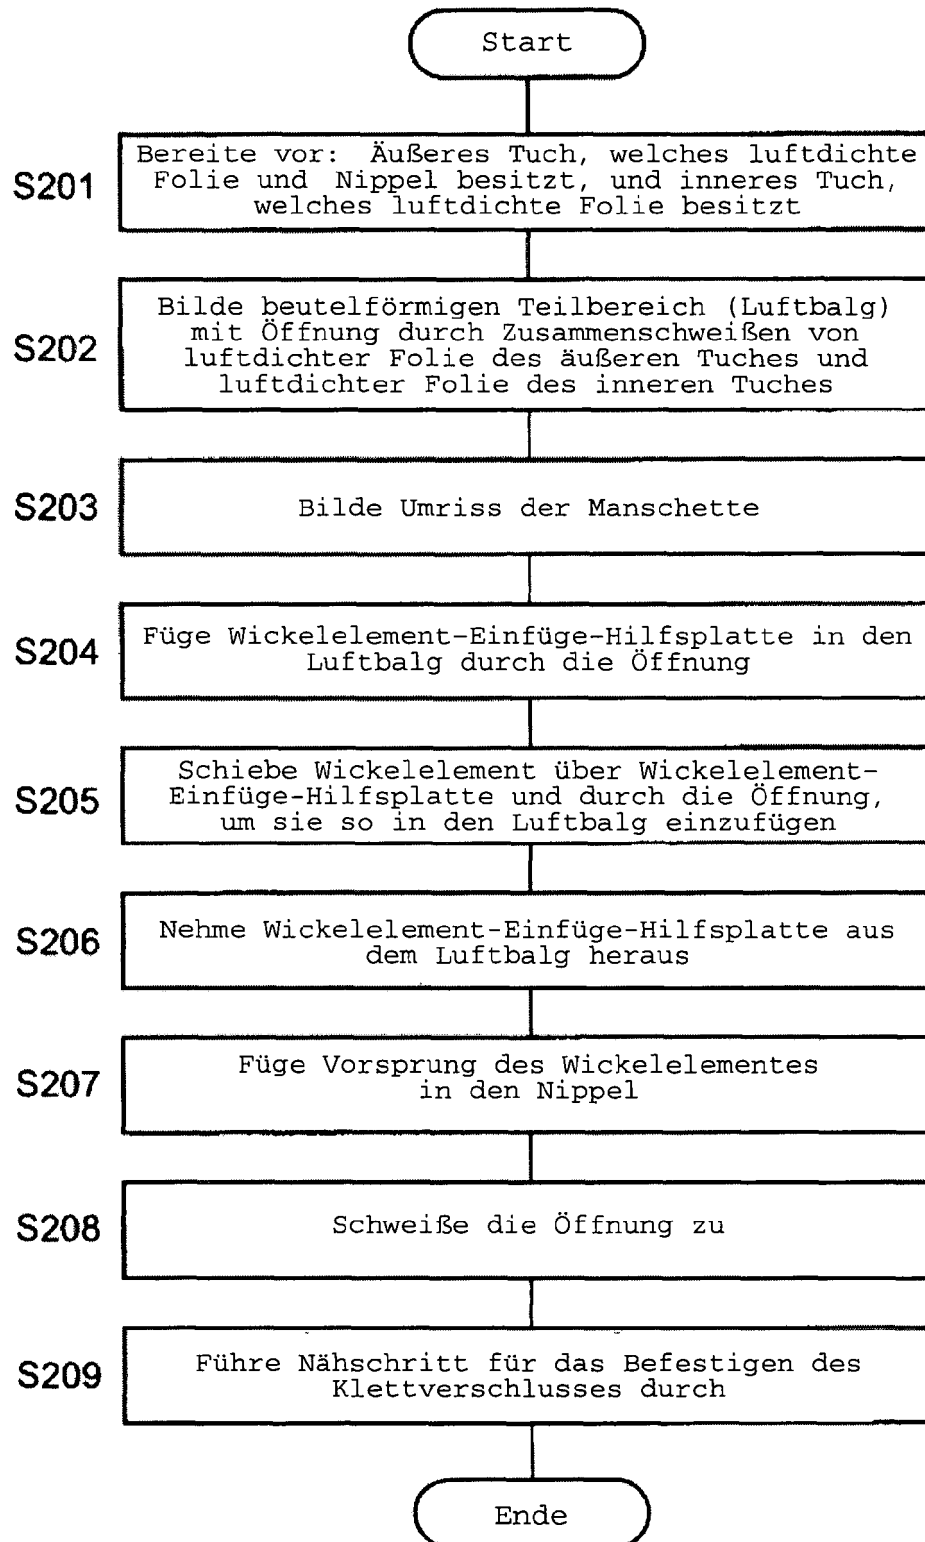 Start
S201
Bereite vor: Äußeres Tuch, welches luftdichte
Folie und Nippel besitzt, und inneres Tuch,
welches luftdichte Folie besitzt
S202
Bilde beutelförmigen Teilbereich (Luftbalg)
mit Öffnung durch Zusammenschweißen von
luftdichter Folie des äußeren Tuches und
luftdichter Folie des inneren Tuches
S203
Bilde Umriss der Manschette
S204
Füge Wickelelement-Einfüge-Hilfsplatte in den
Luftbalg durch die Öffnung
S205
Schiebe Wickelelement über Wickelelement-
Einfüge-Hilfsplatte und durch die Öffnung,
um sie so in den Luftbalg einzufügen
S206
Nehme Wickelelement-Einfüge-Hilfsplatte aus
dem Luftbalg heraus
S207
Füge Vorsprung des Wickelelementes
in den Nippel
S208
Schweiße die Öffnung zu
S209
Führe Nähschritt für das Befestigen des
Klettverschlusses durch
Ende